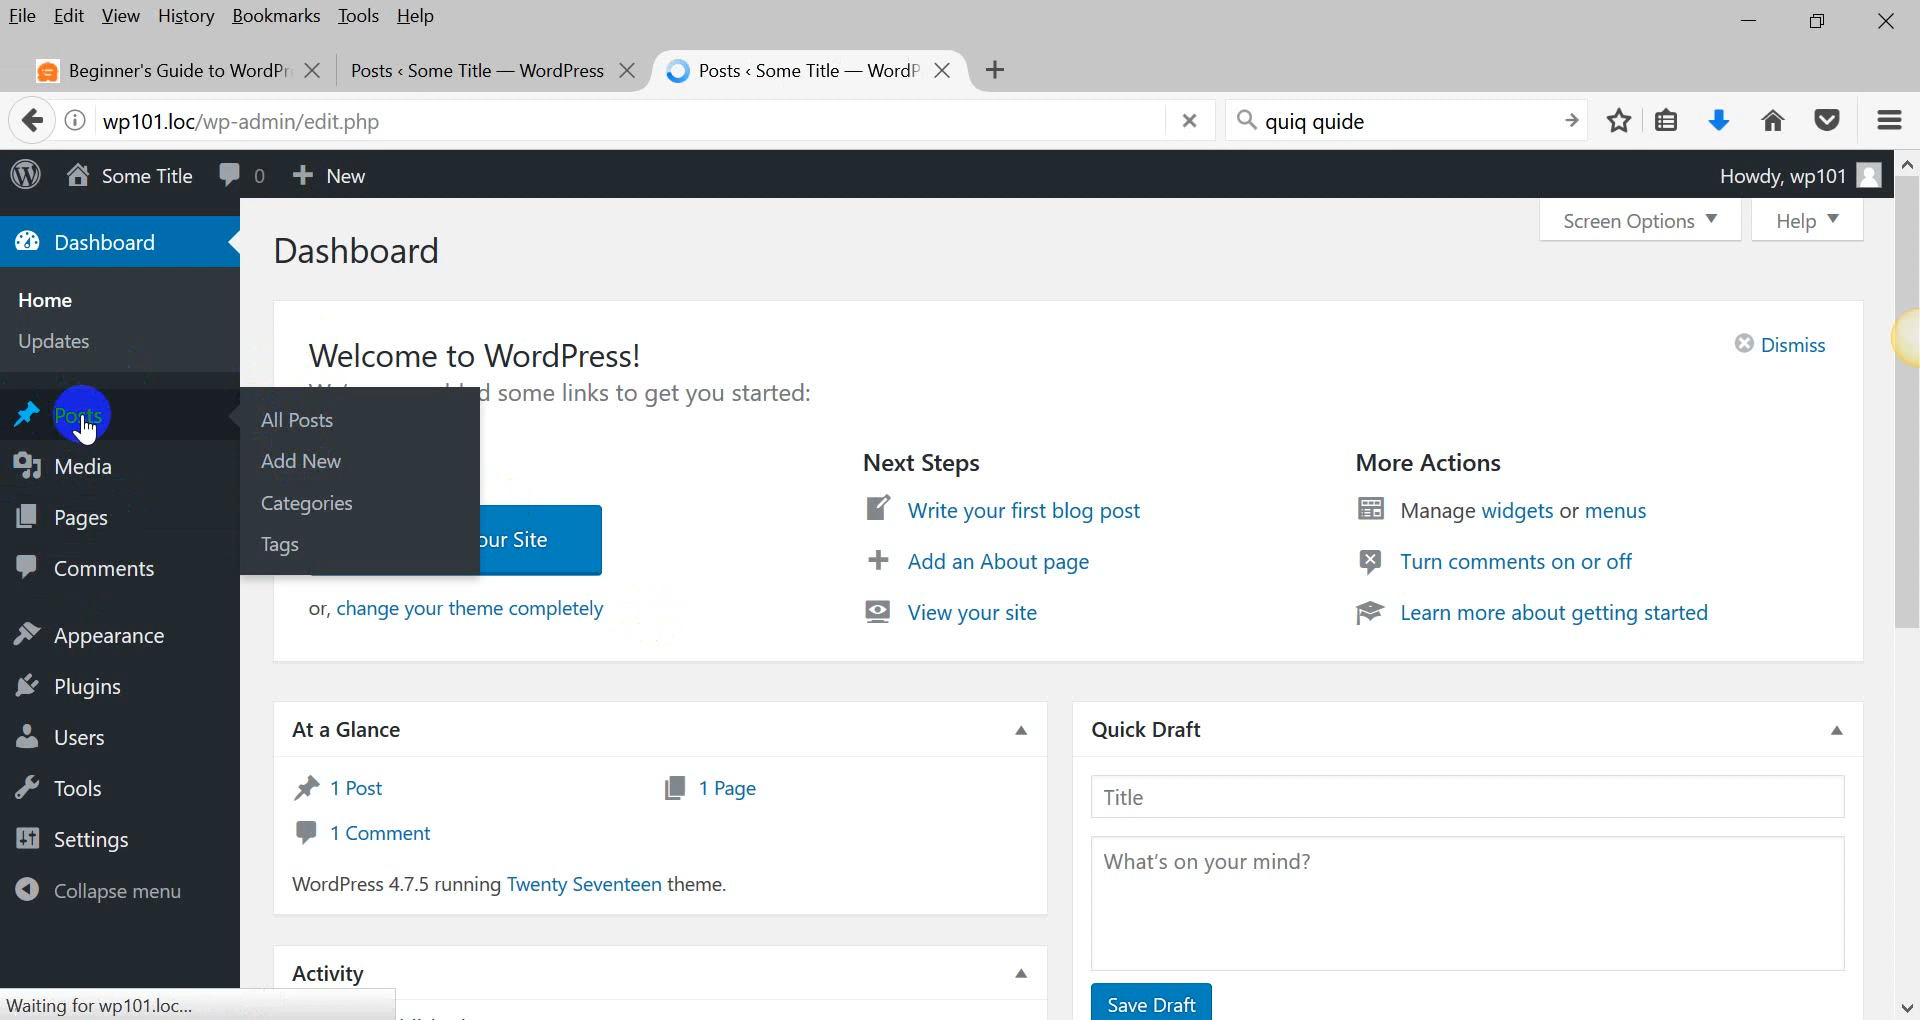 File Edit View History Bookmarks Tools Help
Beginner's Guide to WordPr
Posts ‹ Some Title — WordPress
Posts ‹ Some Title — WordP
wp101.loc/wp-admin/edit.php
quiq quide
Some Title 0 New
Howdy, wp101
Screen Options Help
Dashboard
Home
Updates
Posts
Media
Pages
Comments
Appearance
Plugins
Users
Tools
Settings
Collapse menu
All Posts
Add New
Categories
Tags
Dashboard
Welcome to WordPress!
Dismiss
some links to get you started:
our Site
or, change your theme completely
Next Steps
Write your first blog post
Add an About page
View your site
More Actions
Manage widgets or menus
Turn comments on or off
Learn more about getting started
At a Glance
1 Post 1 Page
1 Comment
WordPress 4.7.5 running Twenty Seventeen theme.
Activity
Quick Draft
Title
What's on your mind?
Save Draft
Waiting for wp101.loc...